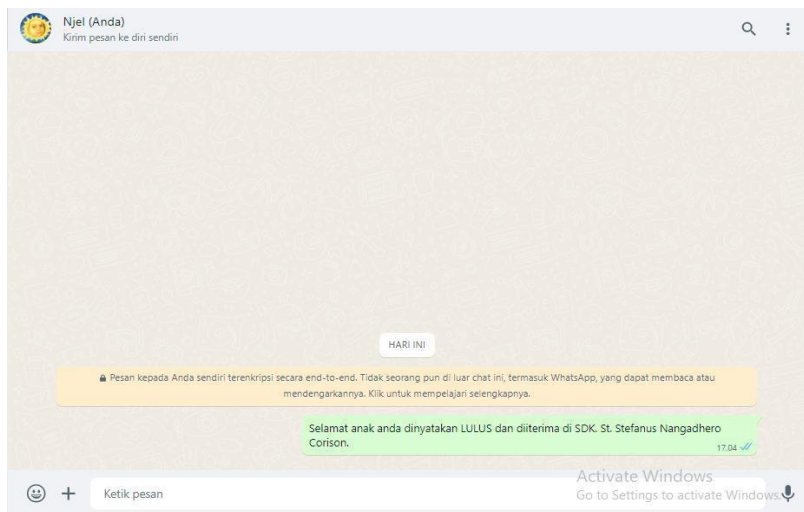 Njel (Anda)
Kirim pesan ke diri sendiri
HARI INI
Pesan kepada Anda sendiri terenkripsi secara end-to-end. Tidak seorang pun di luar chat ini, termasuk WhatsApp, yang dapat membaca atau
mendengarkannya. Klik untuk mempelajari selengkapnya.
Selamat anak anda dinyatakan LULUS dan diiterima di SDK. St. Stefanus Nangadhero
Corison.
17.04
Activate Windows
Go to Settings to activate Windows.
Ketik pesan